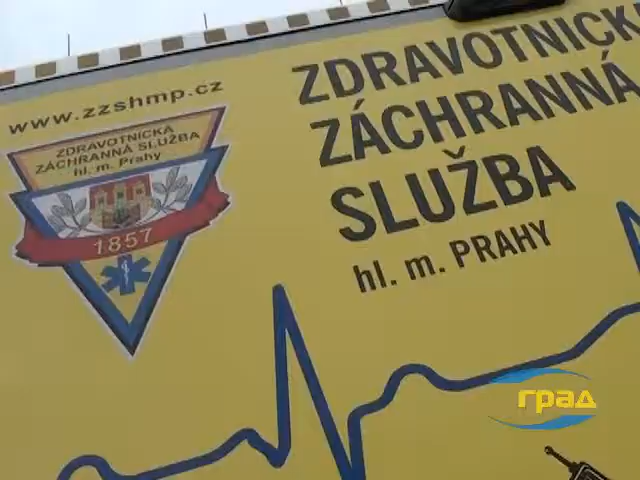 www.zzshmp.cz
ZDRAVOTNICKÁ
ZÁCHRANNÁ SLUŽBA
hl. m. Prahy
1857
ZDRAVOTNICK
ZÁCHRANNÁ
SLUŽBA
hl. m. PRAHY
град